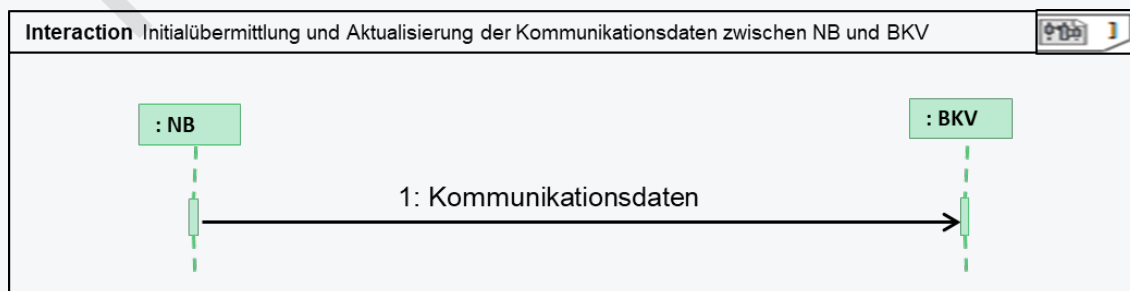 Interaction Initialübermittlung und Aktualisierung der Kommunikationsdaten zwischen NB und BKV
: NB
: BKV
1: Kommunikationsdaten